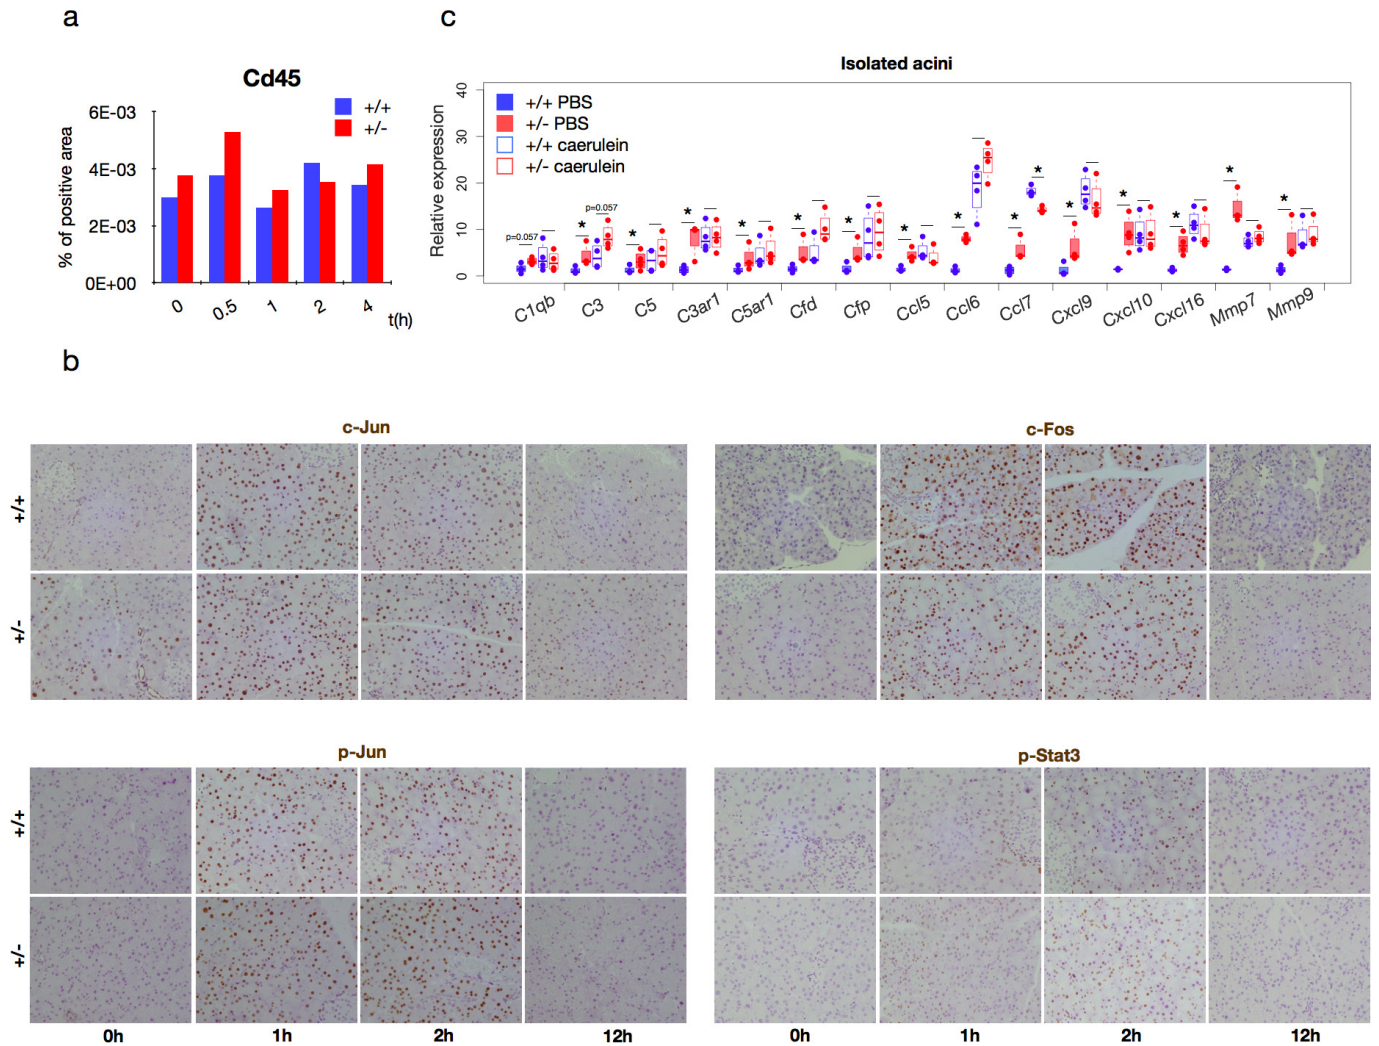 a
Cd45
% of positive area
6E-03
4E-03
2E-03
0E+00
+/+
+/-
0
0.5
1
2
4
t(h)
c
Isolated acini
Relative expression
40
30
20
10
0
+/+ PBS
+/- PBS
+/+ caerulein
+/- caerulein
p=0.057
*
p=0.057
*
*
*
*
*
*
*
*
*
*
*
*
*
*
C1qb
C3
C5
C3ar1
C5ar1
Cfd
Cfp
Ccl5
Ccl6
Ccl7
Cxcl9
Cxcl10
Cxcl16
Mmp7
Mmp9
b
c-Jun
c-Fos
+/+
+/-
p-Jun
p-Stat3
+/+
+/-
0h
1h
2h
12h
0h
1h
2h
12h